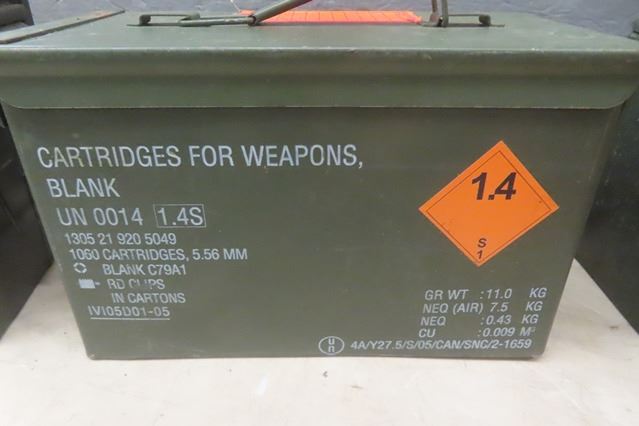 CARTRIDGES FOR WEAPONS,
BLANK
UN 0014 1.4S
1305 21 920 5049
1060 CARTRIDGES, 5.56 MM
BLANK C79A1
RD CLIPS
IN CARTONS
IVI05D01-05
1.4
S
1
GR WT :11.0 KG
NEQ (AIR) 7.5 KG
NEQ :0.43 KG
CU :0.009 M³
un 4A/Y27.5/S/05/CAN/SNC/2-1659